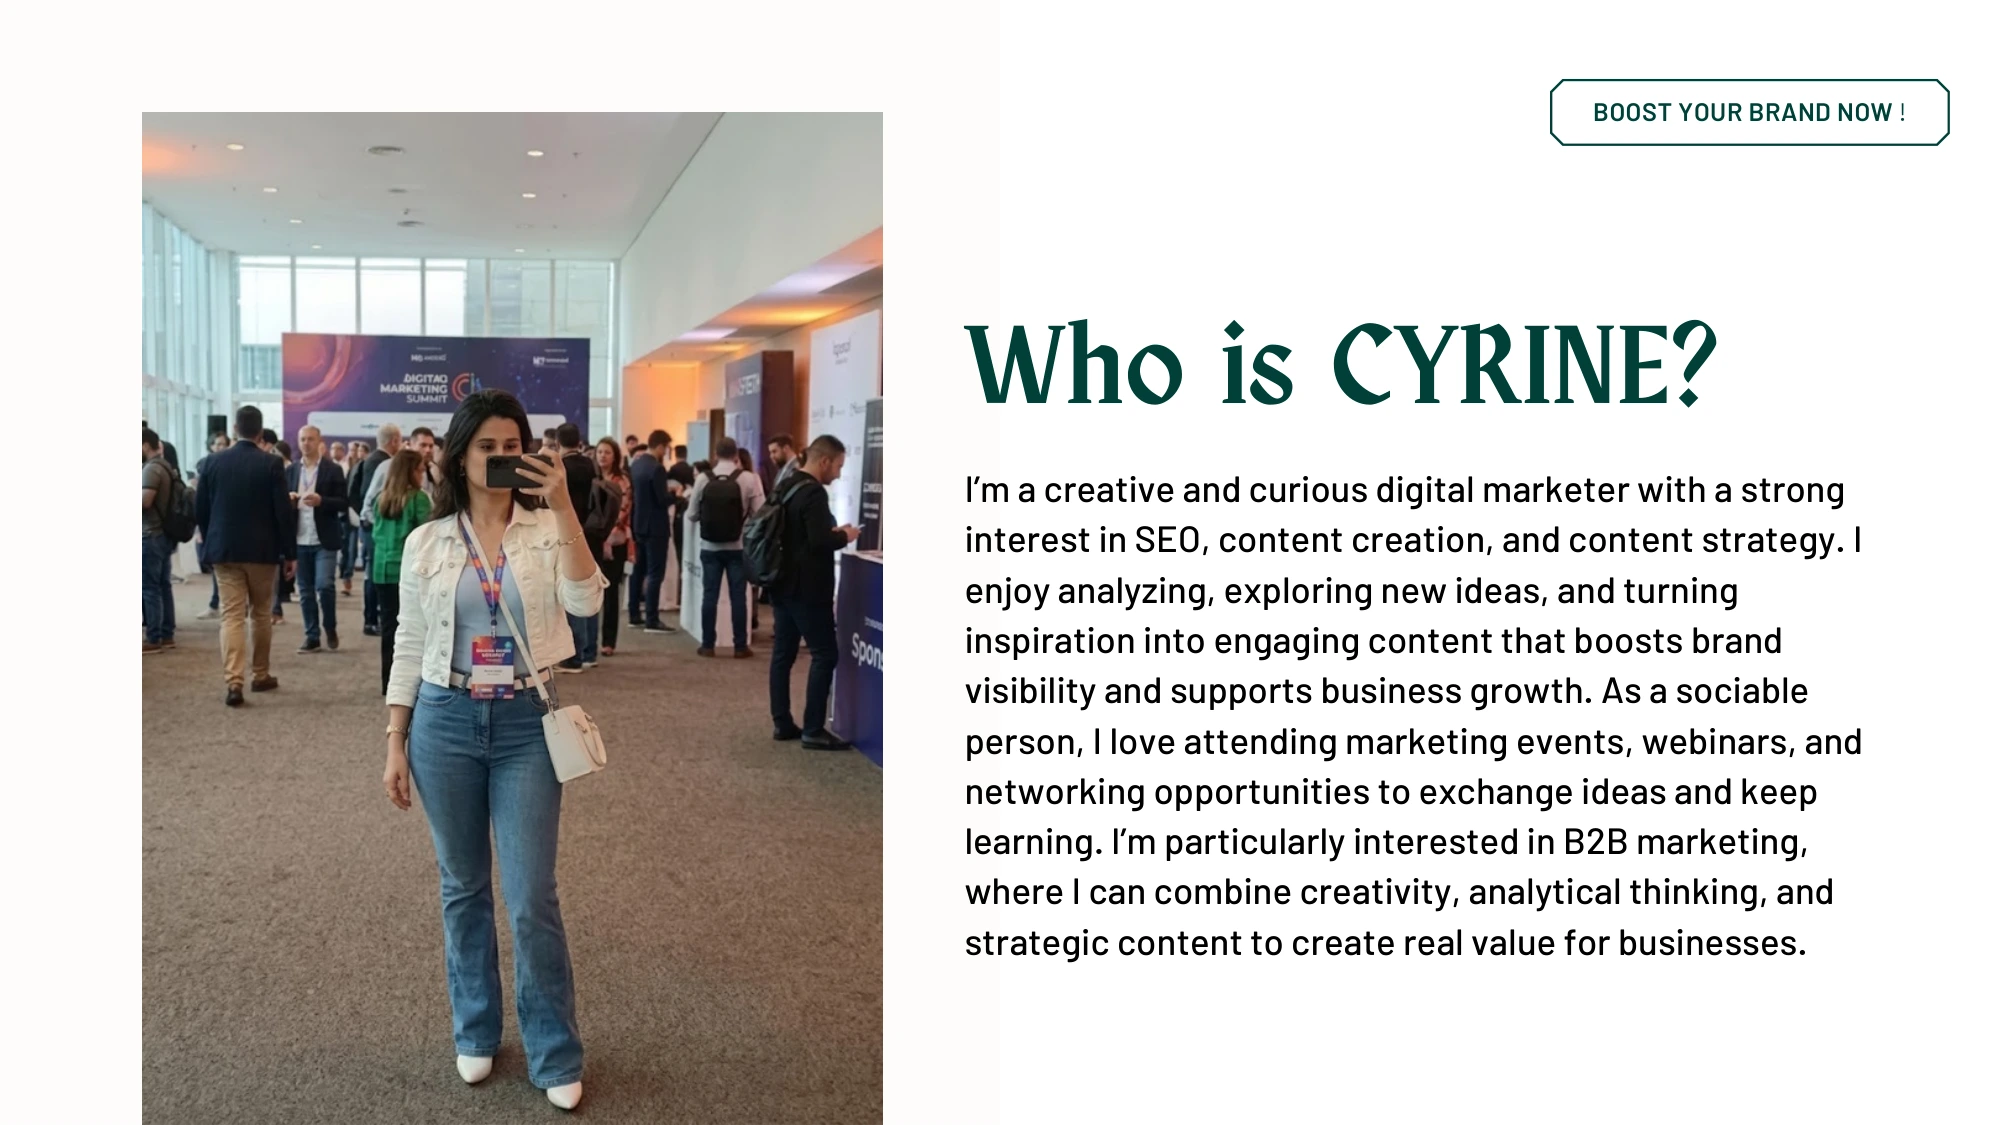 BOOST YOUR BRAND NOW !
Who is CYRINE?
I'm a creative and curious digital marketer with a strong
interest in SEO, content creation, and content strategy. I
enjoy analyzing, exploring new ideas, and turning
inspiration into engaging content that boosts brand
visibility and supports business growth. As a sociable
person, I love attending marketing events, webinars, and
networking opportunities to exchange ideas and keep
learning. I'm particularly interested in B2B marketing,
where I can combine creativity, analytical thinking, and
strategic content to create real value for businesses.
MARKETING
SUMMIT
Spons